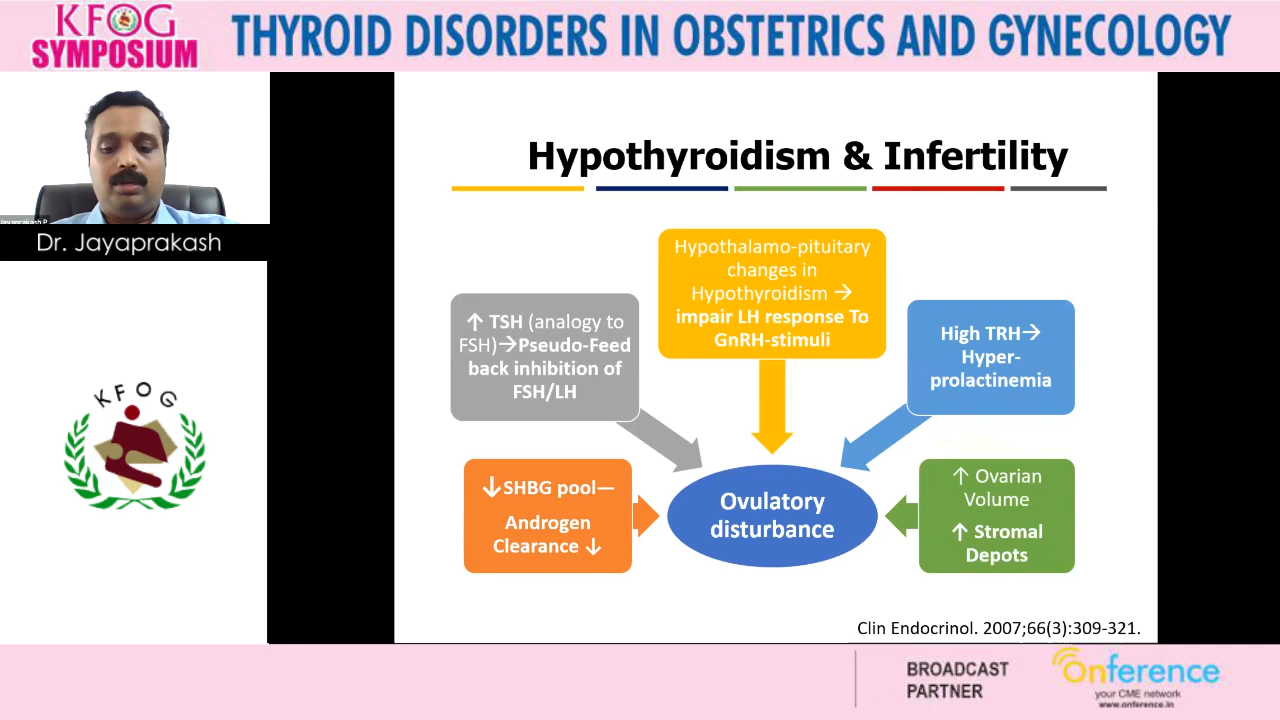 KFOG
SYMPOSIUM
THYROID DISORDERS IN OBSTETRICS AND GYNECOLOGY
Jayaprakash P
Dr. Jayaprakash
KFOG
Hypothyroidism & Infertility
Hypothalamo-pituitary
changes in
Hypothyroidism →
impair LH response To
GnRH-stimuli
↑ TSH (analogy to
FSH)→Pseudo-Feed
back inhibition of
FSH/LH
High TRH→
Hyper-
prolactinemia
↓SHBG pool—
Androgen
Clearance ↓
Ovulatory
disturbance
↑ Ovarian
Volume
↑ Stromal
Depots
Clin Endocrinol. 2007;66(3):309-321.
BROADCAST
PARTNER
Onference
your CME network
www.onference.in